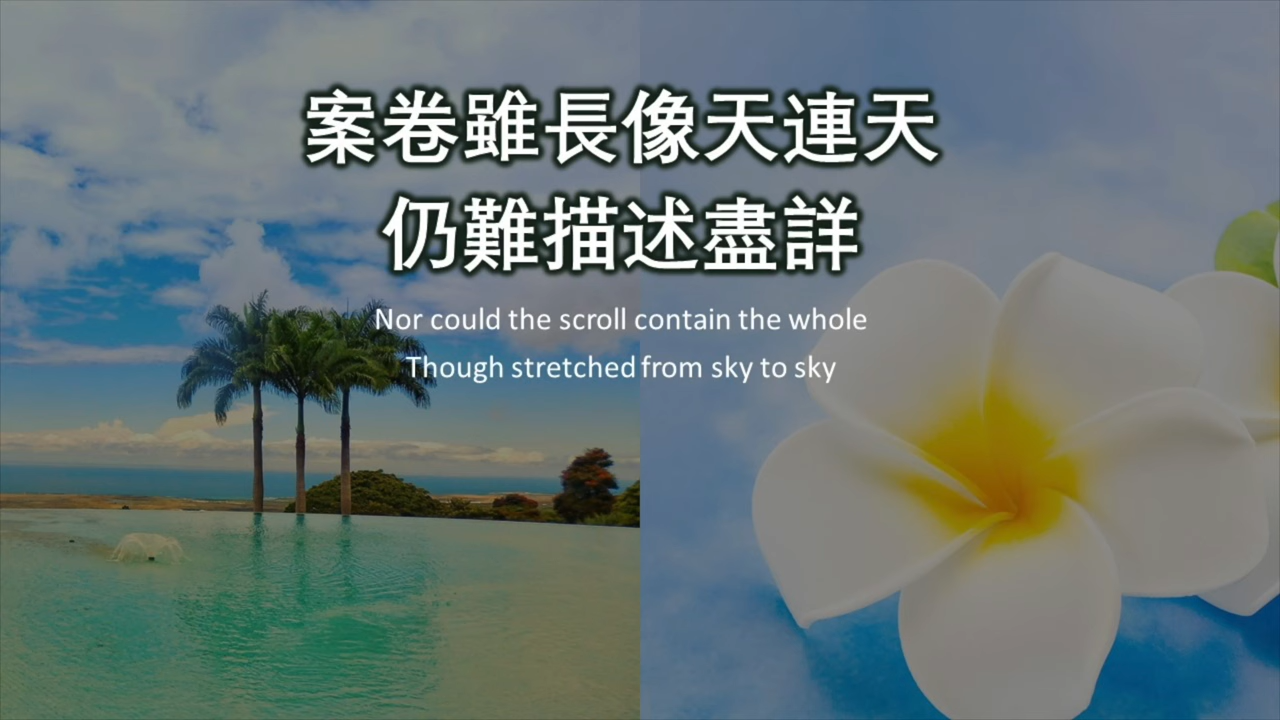 案卷雖長像天連天
仍難描述盡詳
Nor could the scroll contain the whole
Though stretched from sky to sky